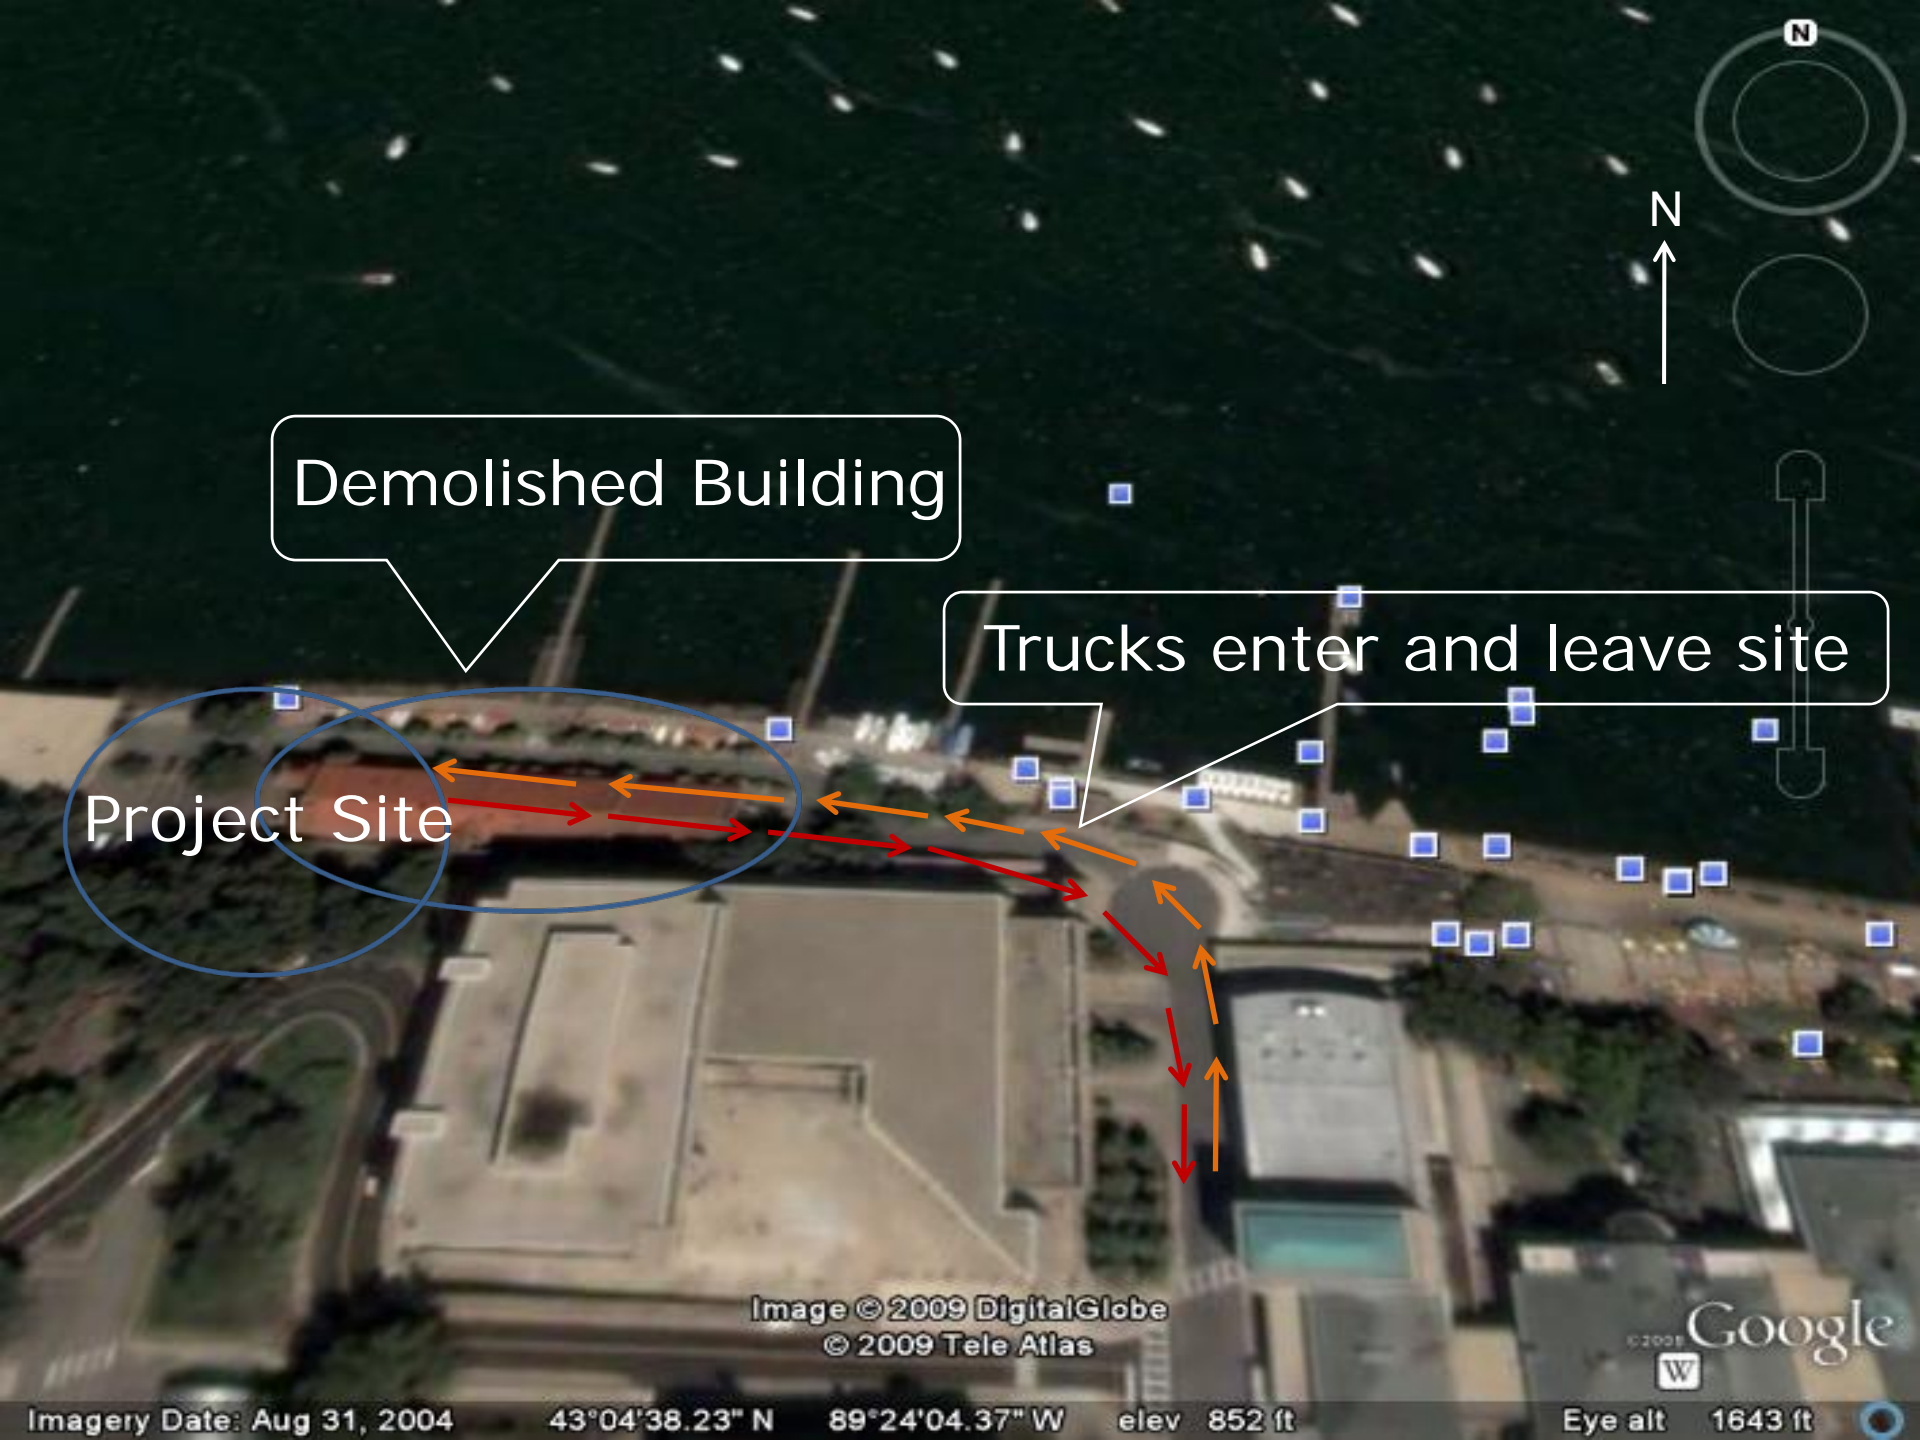 N
N
Demolished Building
Trucks enter and leave site
Project Site
Image © 2009 DigitalGlobe
© 2009 Tele Atlas
Google
W
Imagery Date: Aug 31, 2004 43°04'38.23" N 89°24'04.37" W elev 852 ft Eye alt 1643 ft